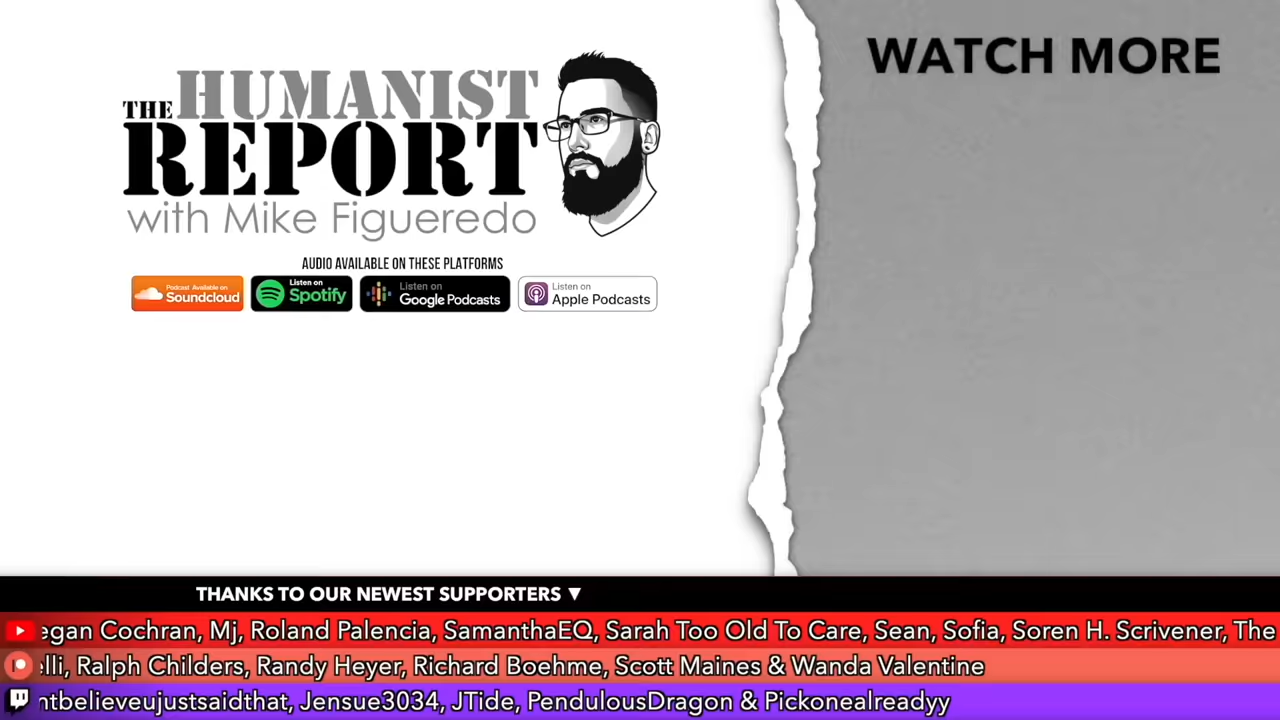 THE HUMANIST
REPORT
with Mike Figueredo
AUDIO AVAILABLE ON THESE PLATFORMS
Podcast Available on
Soundcloud
Listen on
Spotify
Listen on
Google Podcasts
Listen on
Apple Podcasts
WATCH MORE
THANKS TO OUR NEWEST SUPPORTERS ▼
egan Cochran, Mj, Roland Palencia, SamanthaEQ, Sarah Too Old To Care, Sean, Sofia, Soren H. Scrivener, The
elli, Ralph Childers, Randy Heyer, Richard Boehme, Scott Maines & Wanda Valentine
ntbelieveujustsaidthat, Jensue3034, JTide, PendulousDragon & Pickonealreadyy